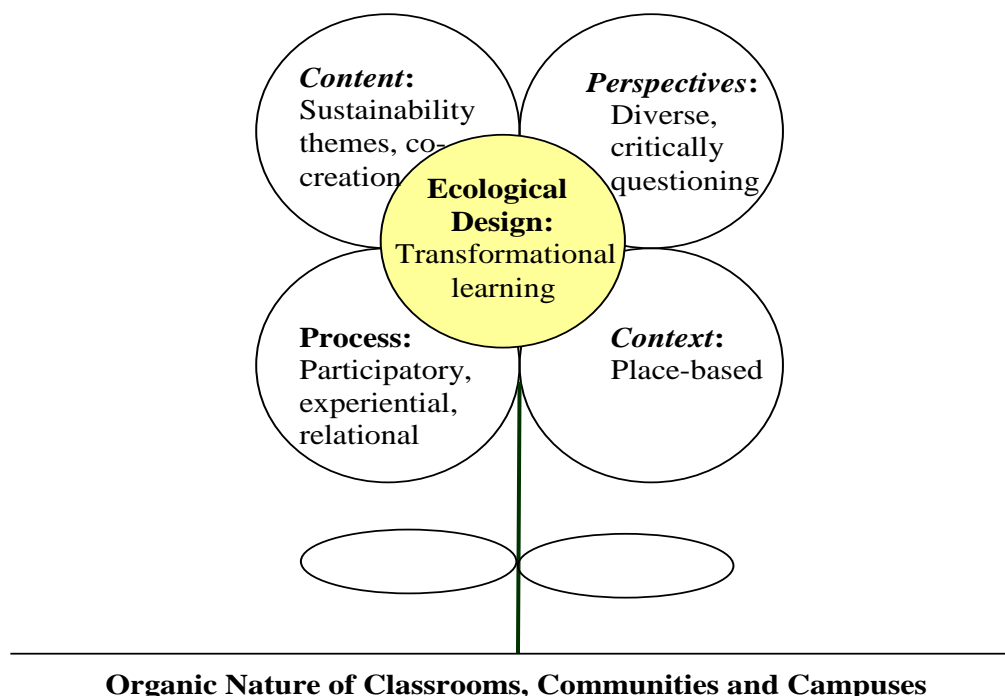 Content:
Sustainability
themes, co-
creation
Perspectives:
Diverse,
critically
questioning
Ecological
Design:
Transformational
learning
Process:
Participatory,
experiential,
relational
Context:
Place-based
Organic Nature of Classrooms, Communities and Campuses